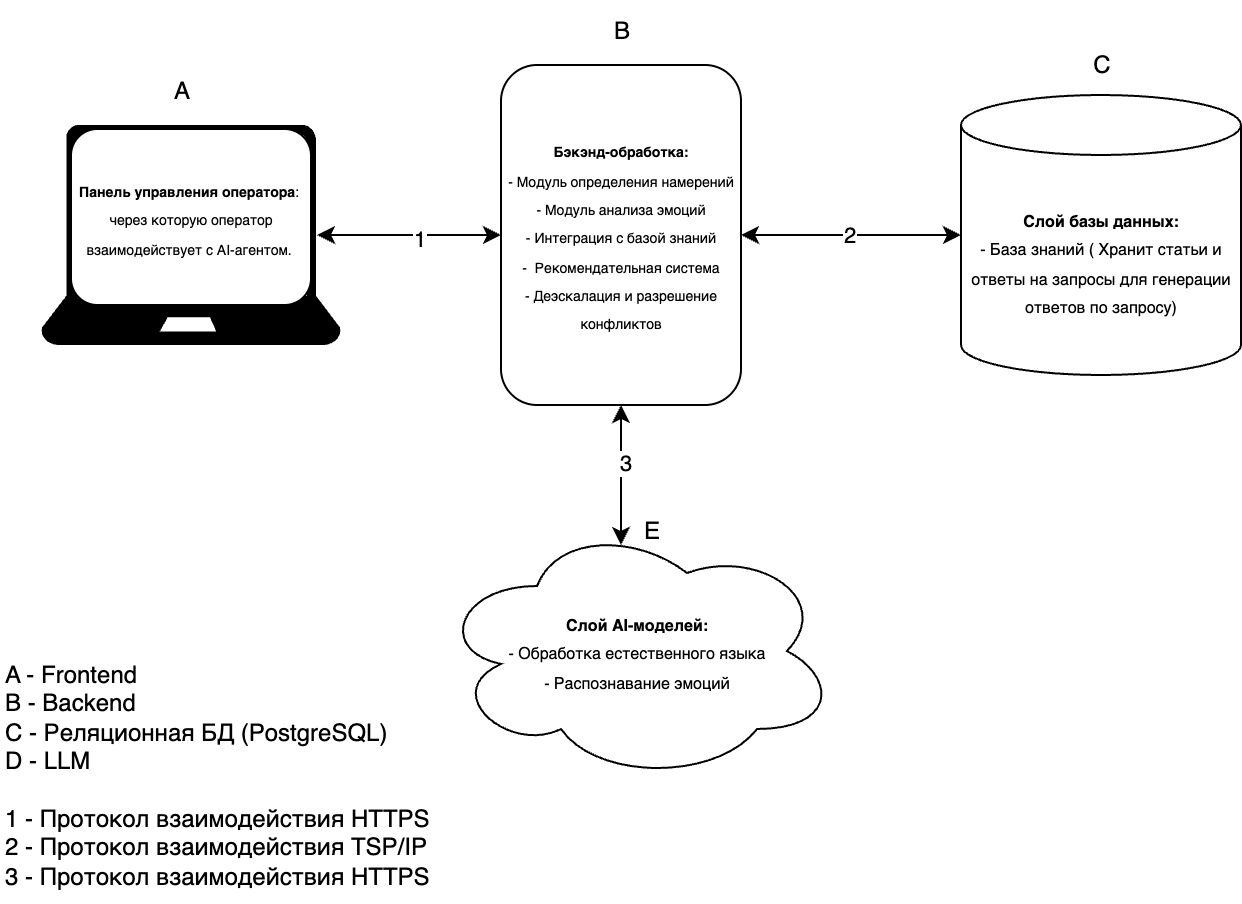 A
Панель управления оператора:
через которую оператор
взаимодействует с AI-агентом.
1
B
Бэкэнд-обработка:
- Модуль определения намерений
- Модуль анализа эмоций
- Интеграция с базой знаний
- Рекомендательная система
- Деэскалация и разрешение
конфликтов
2
C
Слой базы данных:
- База знаний ( Хранит статьи и
ответы на запросы для генерации
ответов по запросу)
3
E
Слой AI-моделей:
- Обработка естественного языка
- Распознавание эмоций
A - Frontend
B - Backend
C - Реляционная БД (PostgreSQL)
D - LLM
1 - Протокол взаимодействия HTTPS
2 - Протокол взаимодействия TSP/IP
3 - Протокол взаимодействия HTTPS